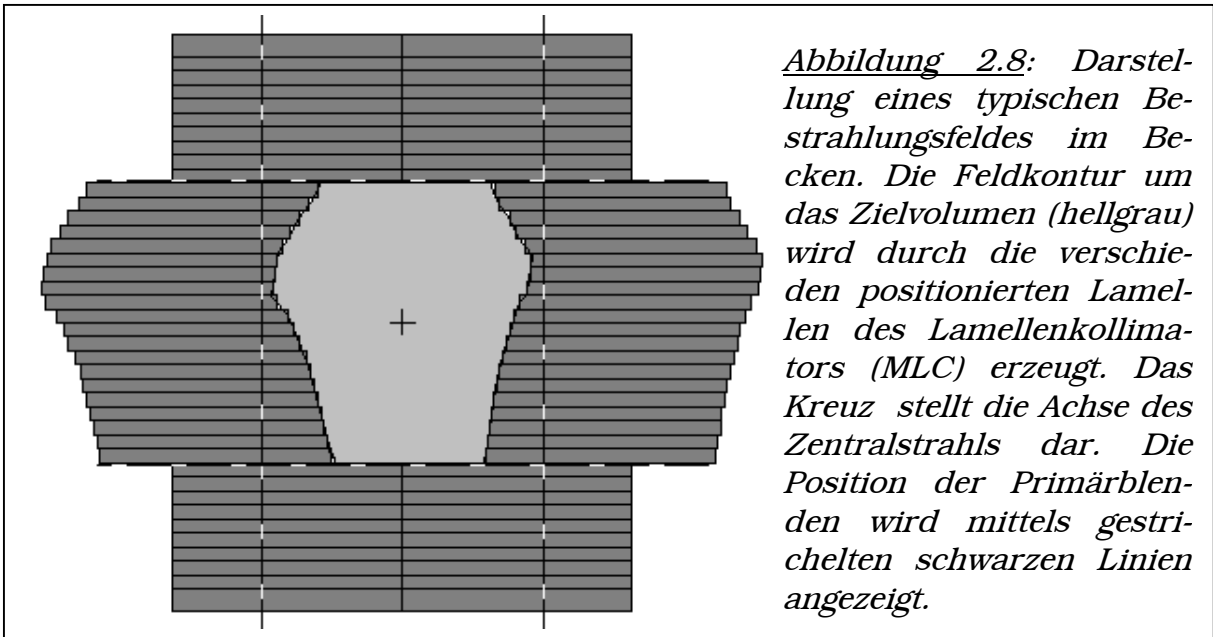 Abbildung 2.8: Darstel-
lung eines typischen Be-
strahlungsfeldes im Be-
cken. Die Feldkontur um
das Zielvolumen (hellgrau)
wird durch die verschie-
den positionierten Lamel-
len des Lamellenkollima-
tors (MLC) erzeugt. Das
Kreuz stellt die Achse des
Zentralstrahls dar. Die
Position der Primärblen-
den wird mittels gestri-
chelten schwarzen Linien
angezeigt.